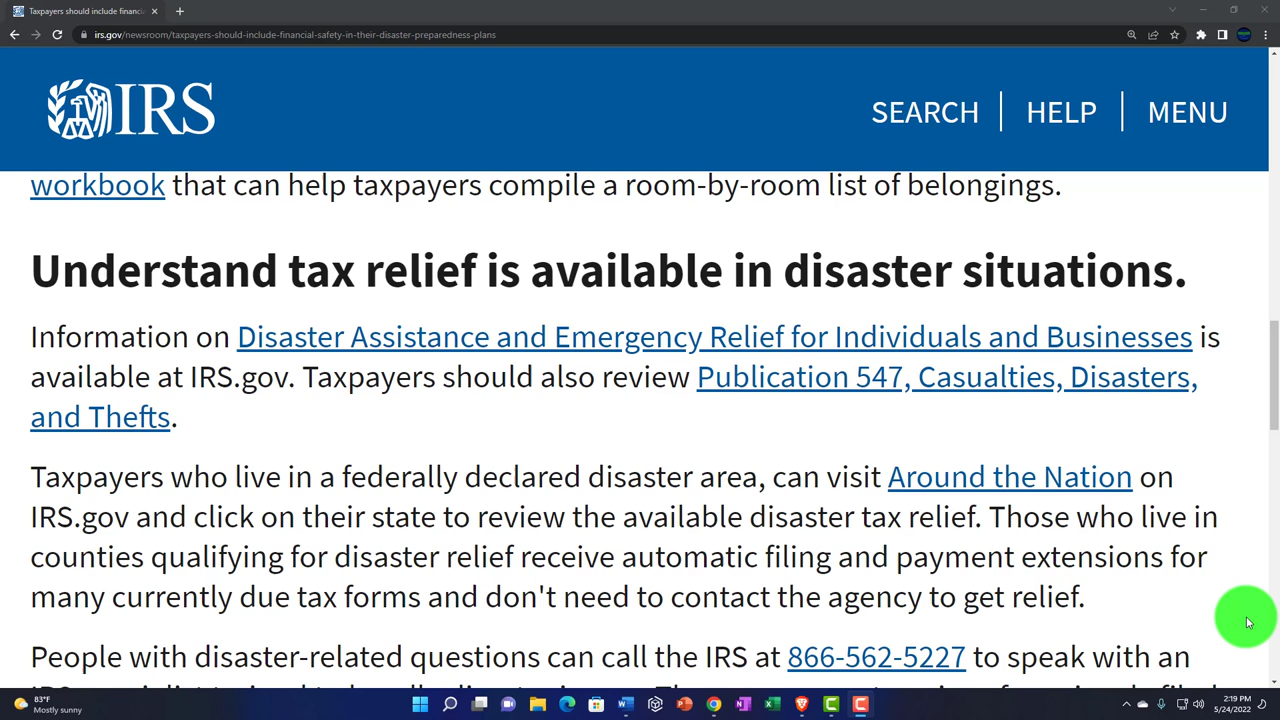 Taxpayers should include financi
irs.gov/newsroom/taxpayers-should-include-financial-safety-in-their-disaster-preparedness-plans
IRS
SEARCH HELP MENU
workbook that can help taxpayers compile a room-by-room list of belongings.
Understand tax relief is available in disaster situations.
Information on Disaster Assistance and Emergency Relief for Individuals and Businesses is
available at IRS.gov. Taxpayers should also review Publication 547, Casualties, Disasters,
and Thefts.
Taxpayers who live in a federally declared disaster area, can visit Around the Nation on
IRS.gov and click on their state to review the available disaster tax relief. Those who live in
counties qualifying for disaster relief receive automatic filing and payment extensions for
many currently due tax forms and don't need to contact the agency to get relief.
People with disaster-related questions can call the IRS at 866-562-5227 to speak with an
83°F
Mostly sunny
2:19 PM
5/24/2022